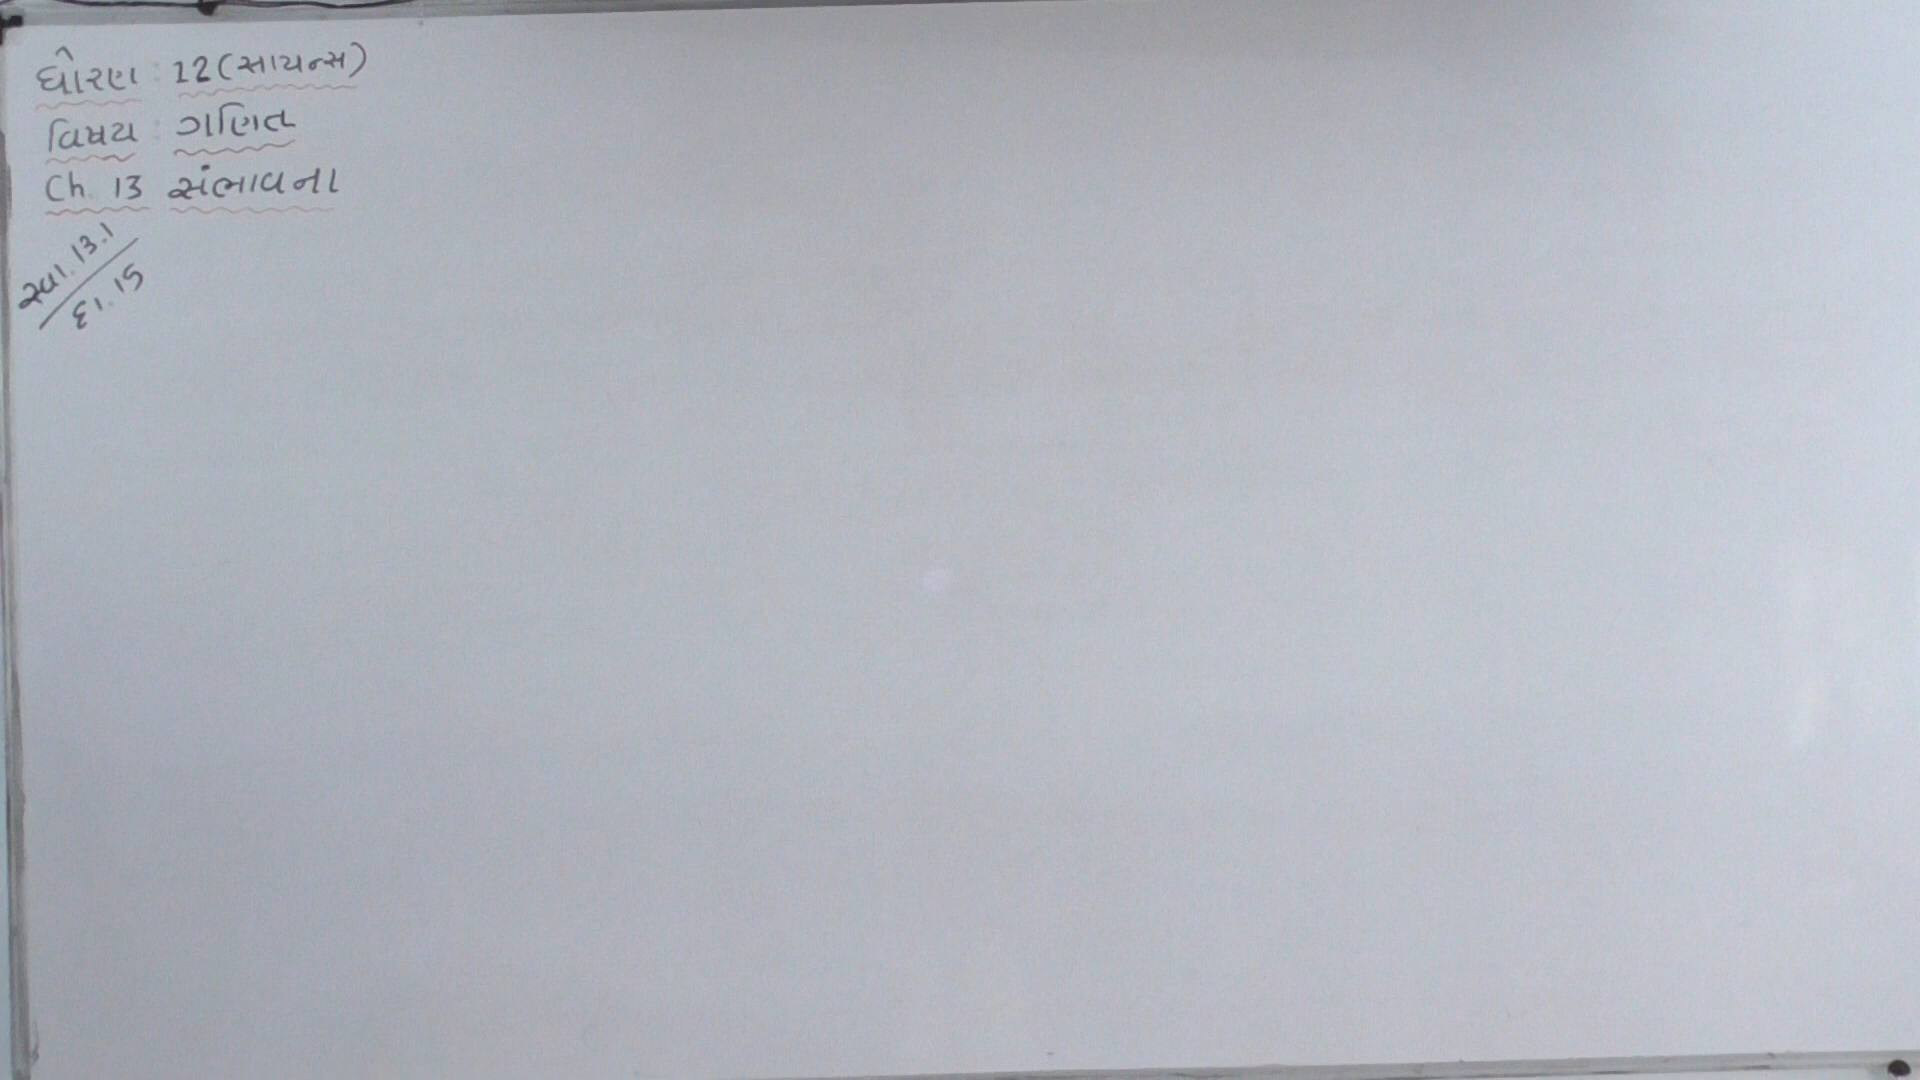 ધોરણ : 12 (સાયન્સ)
વિષય : ગણિત
Ch. 13 સંભાવના
સ્વા. 13.1
દા. 15